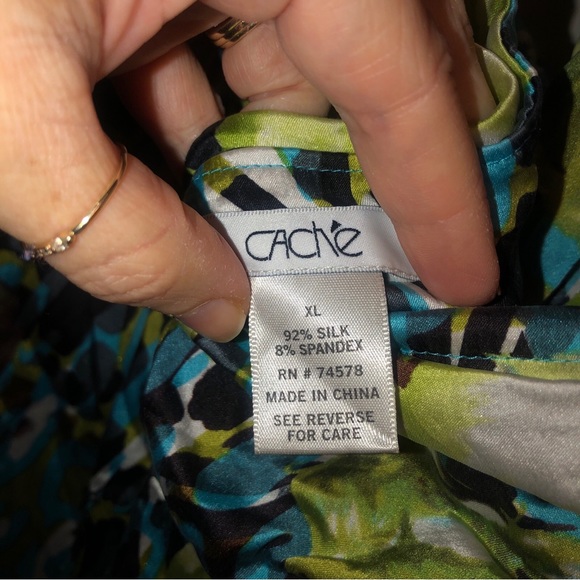 CAChé
XL
92% SILK
8% SPANDEX
RN # 74578
MADE IN CHINA
SEE REVERSE
FOR CARE